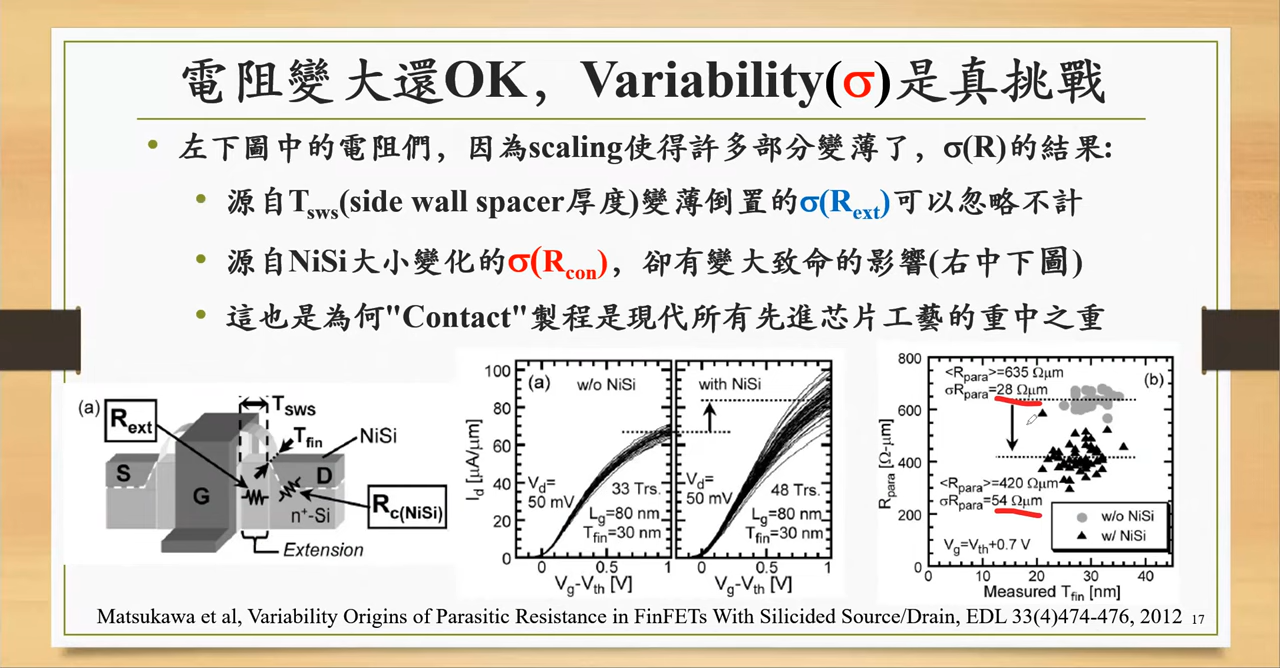 電阻變大還OK，Variability(σ)是真挑戰
• 左下圖中的電阻們，因為scaling使得許多部分變薄了，σ(R)的結果:
• 源自Tsws(side wall spacer厚度)變薄倒置的σ(Rext)可以忽略不計
• 源自NiSi大小變化的σ(Rcon)，卻有變大致命的影響(右中下圖)
• 這也是為何"Contact"製程是現代所有先進芯片工藝的重中之重
(a)
Rext
Tsws
Tfin
NiSi
S
G
D
n+-Si
Rc(NiSi)
Extension
Id [μA/μm]
100
80
60
40
20
0
(a)
w/o NiSi
Vd=
50 mV
33 Trs.
Lg=80 nm
Tfin=30 nm
0
0.5
1
Vg-Vth [V]
with NiSi
Vd=
50 mV
48 Trs.
Lg=80 nm
Tfin=30 nm
0
0.5
1
Vg-Vth [V]
Rpara [Ω-μm]
800
600
400
200
0
<Rpara>=635 Ωμm
σRpara=28 Ωμm
(b)
<Rpara>=420 Ωμm
σRpara=54 Ωμm
w/o NiSi
w/ NiSi
Vg=Vth+0.7 V
0
10
20
30
40
Measured Tfin [nm]
Matsukawa et al, Variability Origins of Parasitic Resistance in FinFETs With Silicided Source/Drain, EDL 33(4)474-476, 2012
17